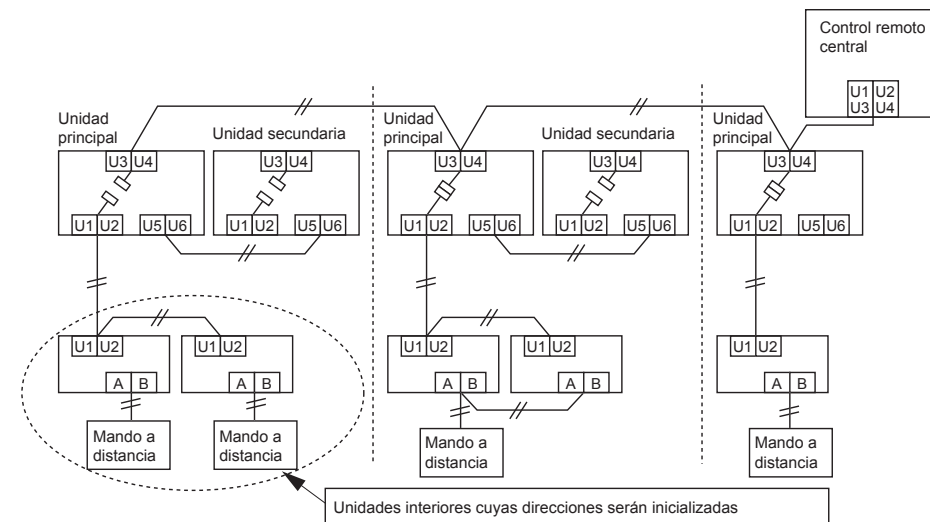 Control remoto
central
U1 U2
U3 U4
Unidad
principal
Unidad secundaria
Unidad
principal
Unidad secundaria
Unidad
principal
U3 U4
U3 U4
U3 U4
U3 U4
U3 U4
U1 U2
U5 U6
U1 U2
U5 U6
U1 U2
U5 U6
U1 U2
U5 U6
U1 U2
U5 U6
U1 U2
U1 U2
U1 U2
U1 U2
U1 U2
A B
A B
A B
A B
A B
Mando a
distancia
Mando a
distancia
Mando a
distancia
Mando a
distancia
Unidades interiores cuyas direcciones serán inicializadas